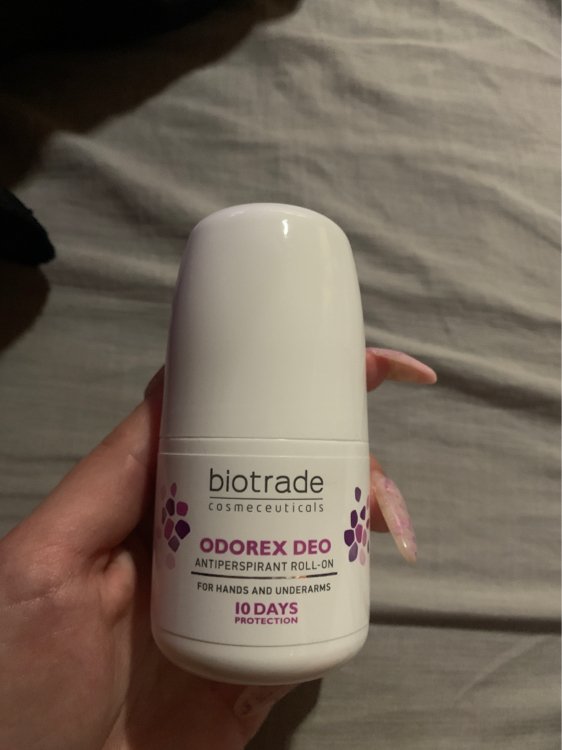 biotrade
cosmeceuticals
ODOREX DEO
ANTIPERSPIRANT ROLL-ON
FOR HANDS AND UNDERARMS
10 DAYS
PROTECTION